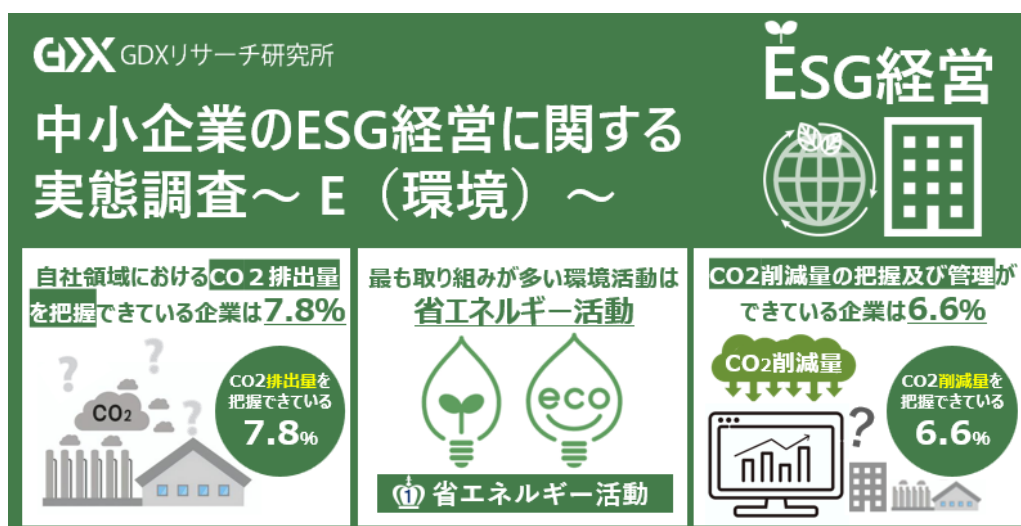 GDX GDXリサーチ研究所
ESG経営
中小企業のESG経営に関する
実態調査～ E （環境） ～
自社領域におけるCO２排出量
を把握できている企業は7.8%
CO2
CO2排出量を
把握できている
7.8%
最も取り組みが多い環境活動は
省エネルギー活動
eco
1 省エネルギー活動
CO2削減量の把握及び管理が
できている企業は6.6%
CO2削減量
CO2削減量を
把握できている
6.6%